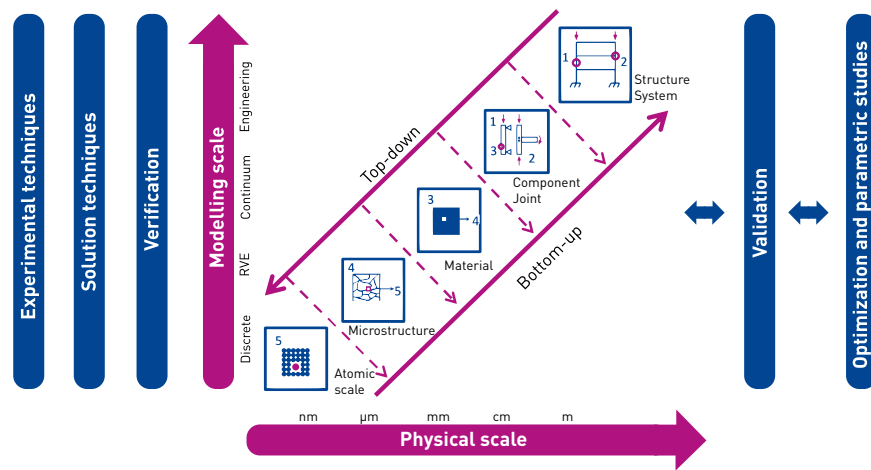 Experimental techniques
Solution techniques
Verification
Modelling scale
Engineering
Continuum
RVE
Discrete
Top-down
Bottom-up
1
2
Structure
System
1
3
2
Component
Joint
3
4
Material
4
5
Microstructure
5
Atomic
scale
nm
µm
mm
cm
m
Physical scale
Validation
Optimization and parametric studies